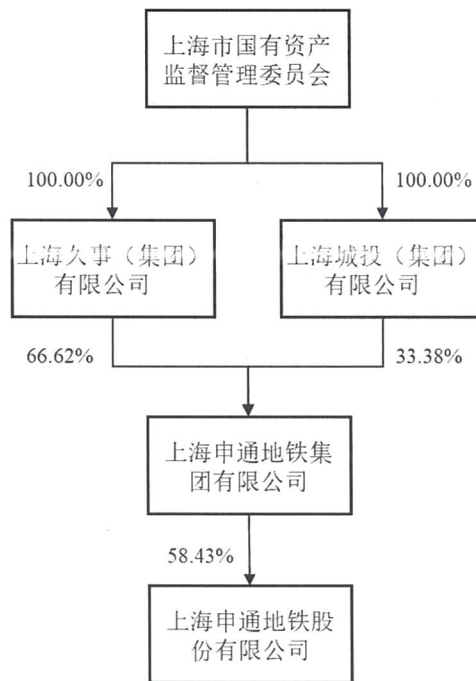 上海市国有资产
监督管理委员会
100.00%
100.00%
上海久事（集团）
有限公司
上海城投（集团）
有限公司
66.62%
33.38%
上海申通地铁集
团有限公司
58.43%
上海申通地铁股
份有限公司